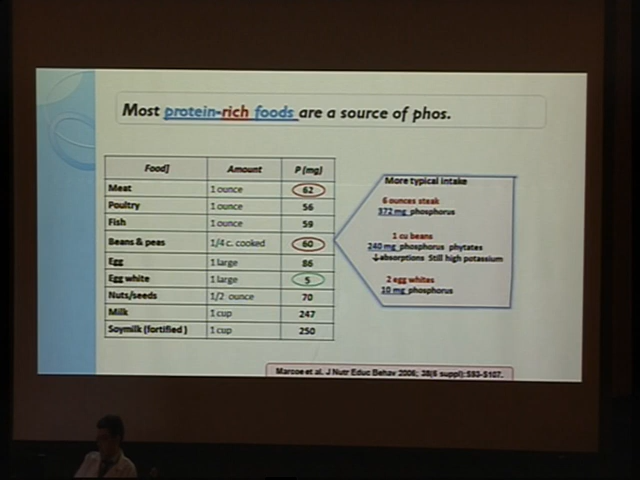 Most protein-rich foods are a source of phos.
Food] Amount P (mg)
Meat 1 ounce 62
Poultry 1 ounce 56
Fish 1 ounce 59
Beans & peas 1/4 c. cooked 60
Egg 1 large 86
Egg white 1 large 5
Nuts/seeds 1/2 ounce 70
Milk 1 cup 247
Soymilk (fortified ) 1 cup 250
More typical intake
6 ounces steak
372 mg phosphorus
1 cu beans
240 mg phosphorus phytates
↓absorptions Still high potassium
2 egg whites
10 mg phosphorus
Marcoe et al. J Nutr Educ Behav 2006; 38(6 suppl):S93-S107.